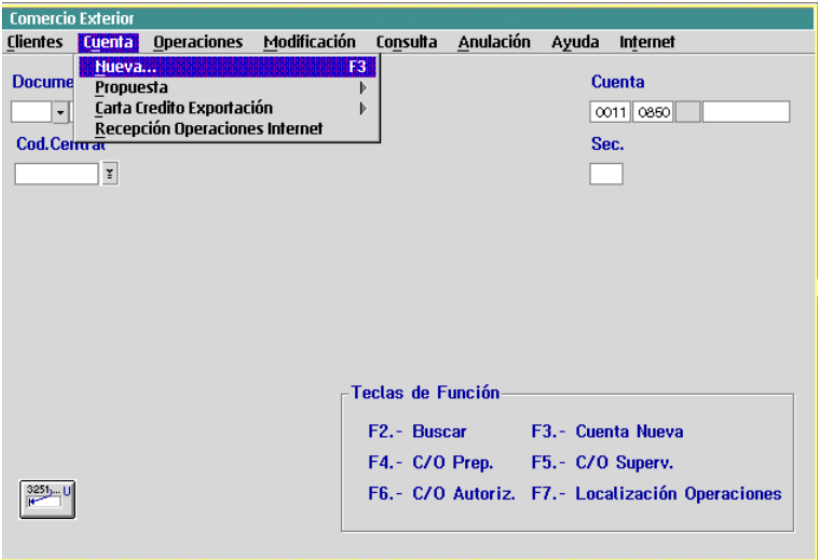 Comercio Exterior
Clientes Cuenta Operaciones Modificación Consulta Anulación Ayuda Internet
Nueva... F3
Propuesta
Carta Credito Exportación
Recepción Operaciones Internet
Docume Cuenta
0011 0850
Cod.Central Sec.
Teclas de Función
F2.- Buscar F3.- Cuenta Nueva
F4.- C/O Prep. F5.- C/O Superv.
F6.- C/O Autoriz. F7.- Localización Operaciones
3251,... U